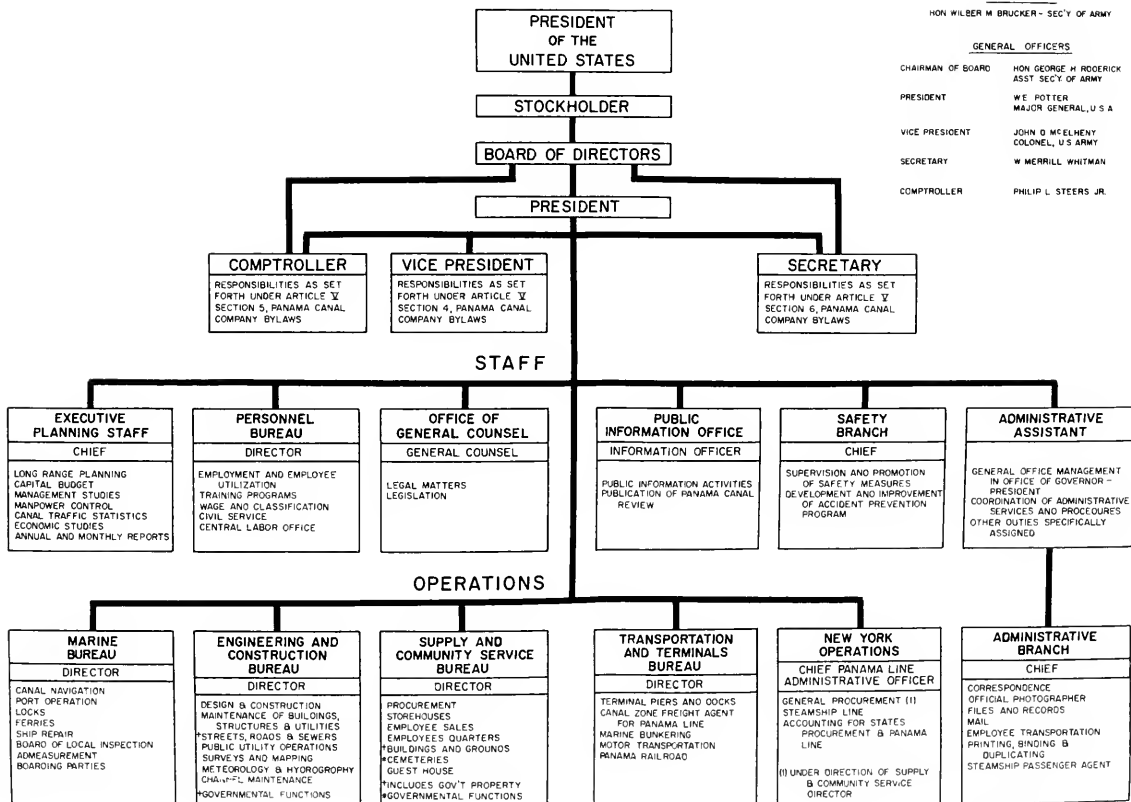 HON WILBER M BRUCKER - SEC'Y OF ARMY
GENERAL OFFICERS
CHAIRMAN OF BOARD HON GEORGE H RODERICK
ASST SEC'Y. OF ARMY
PRESIDENT W E POTTER
MAJOR GENERAL, U S A
VICE PRESIDENT JOHN D McELHENY
COLONEL, U S ARMY
SECRETARY W MERRILL WHITMAN
COMPTROLLER PHILIP L STEERS JR.
PRESIDENT
OF THE
UNITED STATES
STOCKHOLDER
BOARD OF DIRECTORS
PRESIDENT
COMPTROLLER
RESPONSIBILITIES AS SET
FORTH UNDER ARTICLE V
SECTION 5, PANAMA CANAL
COMPANY BYLAWS
VICE PRESIDENT
RESPONSIBILITIES AS SET
FORTH UNDER ARTICLE V
SECTION 4, PANAMA CANAL
COMPANY BYLAWS
SECRETARY
RESPONSIBILITIES AS SET
FORTH UNDER ARTICLE V
SECTION 6, PANAMA CANAL
COMPANY BYLAWS
STAFF
EXECUTIVE
PLANNING STAFF
CHIEF
LONG RANGE PLANNING
CAPITAL BUDGET
MANAGEMENT STUDIES
MANPOWER CONTROL
CANAL TRAFFIC STATISTICS
ECONOMIC STUDIES
ANNUAL AND MONTHLY REPORTS
PERSONNEL
BUREAU
DIRECTOR
EMPLOYMENT AND EMPLOYEE
UTILIZATION
TRAINING PROGRAMS
WAGE AND CLASSIFICATION
CIVIL SERVICE
CENTRAL LABOR OFFICE
OFFICE OF
GENERAL COUNSEL
GENERAL COUNSEL
LEGAL MATTERS
LEGISLATION
PUBLIC
INFORMATION OFFICE
INFORMATION OFFICER
PUBLIC INFORMATION ACTIVITIES
PUBLICATION OF PANAMA CANAL
REVIEW
SAFETY
BRANCH
CHIEF
SUPERVISION AND PROMOTION
OF SAFETY MEASURES
DEVELOPMENT AND IMPROVEMENT
OF ACCIDENT PREVENTION
PROGRAM
ADMINISTRATIVE
ASSISTANT
GENERAL OFFICE MANAGEMENT
IN OFFICE OF GOVERNOR-
PRESIDENT
COORDINATION OF ADMINISTRATIVE
SERVICES AND PROCEDURES
OTHER DUTIES SPECIFICALLY
ASSIGNED
OPERATIONS
MARINE
BUREAU
DIRECTOR
CANAL NAVIGATION
PORT OPERATION
LOCKS
FERRIES
SHIP REPAIR
BOARD OF LOCAL INSPECTION
ADMEASUREMENT
BOARDING PARTIES
ENGINEERING AND
CONSTRUCTION
BUREAU
DIRECTOR
DESIGN & CONSTRUCTION
MAINTENANCE OF BUILDINGS,
STRUCTURES & UTILITIES
+STREETS, ROADS & SEWERS
PUBLIC UTILITY OPERATIONS
SURVEYS AND MAPPING
METEOROLOGY & HYDROGRAPHY
CHANNEL MAINTENANCE
+GOVERNMENTAL FUNCTIONS
SUPPLY AND
COMMUNITY SERVICE
BUREAU
DIRECTOR
PROCUREMENT
STOREHOUSES
EMPLOYEE SALES
EMPLOYEES QUARTERS
+BUILDINGS AND GROUNDS
*CEMETERIES
GUEST HOUSE
+INCLUDES GOV'T PROPERTY
*GOVERNMENTAL FUNCTIONS
TRANSPORTATION
AND TERMINALS
BUREAU
DIRECTOR
TERMINAL PIERS AND DOCKS
CANAL ZONE FREIGHT AGENT
FOR PANAMA LINE
MARINE BUNKERING
MOTOR TRANSPORTATION
PANAMA RAILROAD
NEW YORK
OPERATIONS
CHIEF PANAMA LINE
ADMINISTRATIVE OFFICER
GENERAL PROCUREMENT (1)
STEAMSHIP LINE
ACCOUNTING FOR STATES
PROCUREMENT & PANAMA
LINE
(1) UNDER DIRECTION OF SUPPLY
& COMMUNITY SERVICE
DIRECTOR
ADMINISTRATIVE
BRANCH
CHIEF
CORRESPONDENCE
OFFICIAL PHOTOGRAPHER
FILES AND RECORDS
MAIL
EMPLOYEE TRANSPORTATION
PRINTING, BINDING &
DUPLICATING
STEAMSHIP PASSENGER AGENT